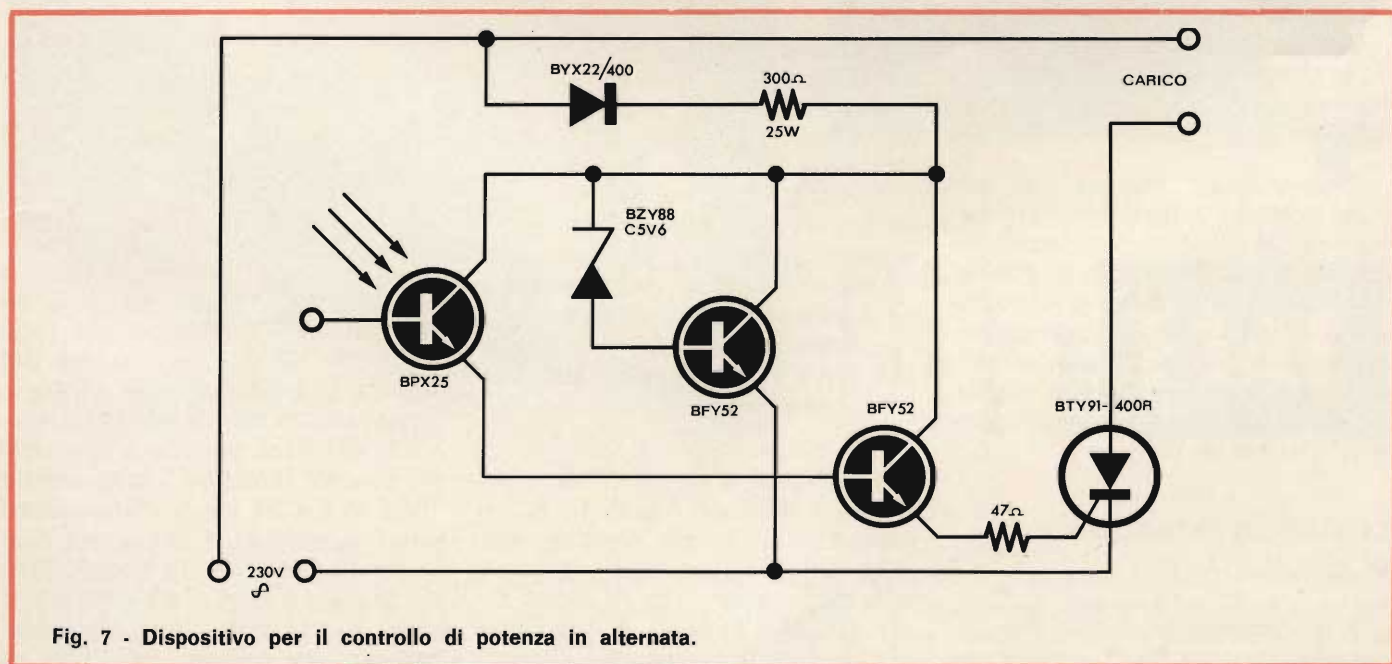 BYX22/400
300Ω
25W
CARICO
BZY88
C5V6
BPX25
BFY52
BFY52
BTY91-400R
47Ω
230V
Fig. 7 - Dispositivo per il controllo di potenza in alternata.